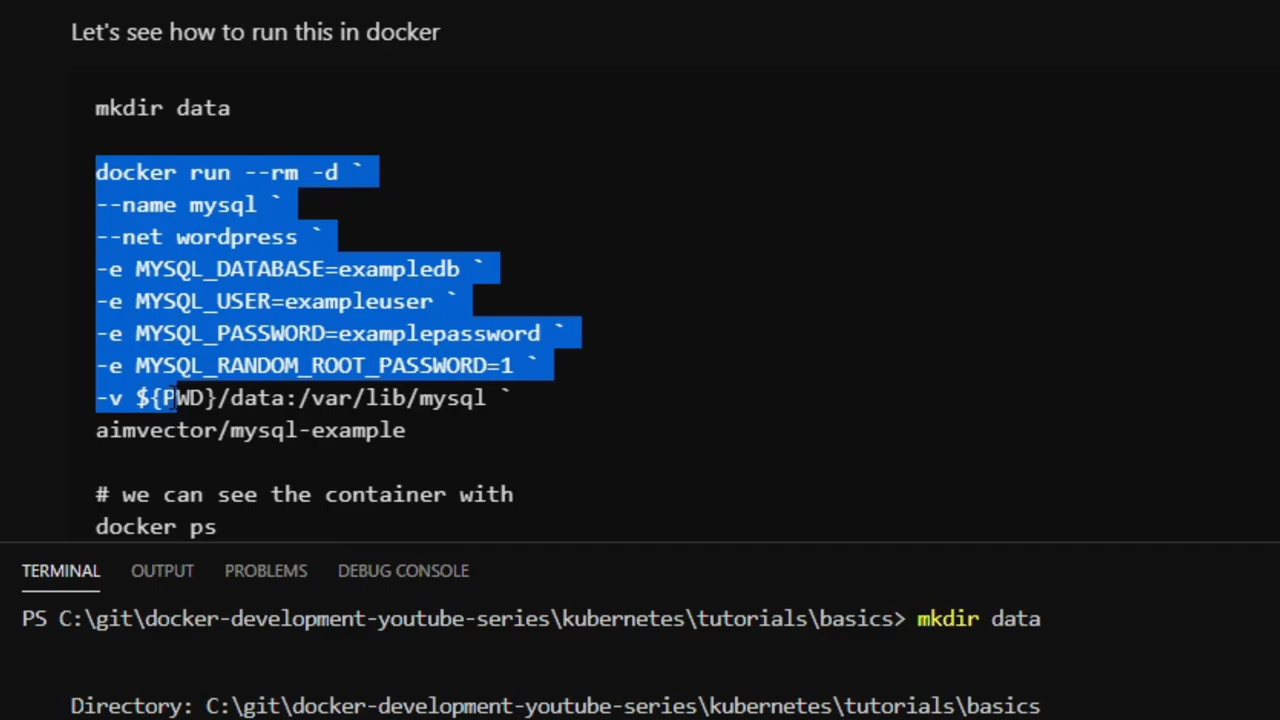 Let's see how to run this in docker
mkdir data
docker run --rm -d `
--name mysql `
--net wordpress `
-e MYSQL_DATABASE=exampledb `
-e MYSQL_USER=exampleuser `
-e MYSQL_PASSWORD=examplepassword `
-e MYSQL_RANDOM_ROOT_PASSWORD=1 `
-v ${PWD}/data:/var/lib/mysql `
aimvector/mysql-example
# we can see the container with
docker ps
TERMINAL OUTPUT PROBLEMS DEBUG CONSOLE
PS C:\git\docker-development-youtube-series\kubernetes\tutorials\basics> mkdir data
Directory: C:\git\docker-development-youtube-series\kubernetes\tutorials\basics